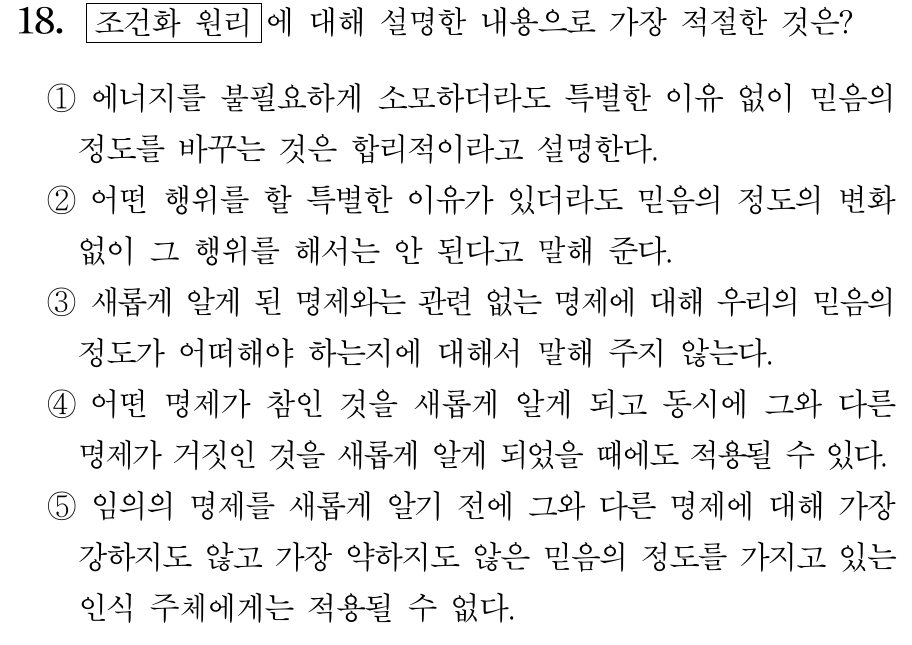 18. 조건화 원리에 대해 설명한 내용으로 가장 적절한 것은?
① 에너지를 불필요하게 소모하더라도 특별한 이유 없이 믿음의
정도를 바꾸는 것은 합리적이라고 설명한다.
② 어떤 행위를 할 특별한 이유가 있더라도 믿음의 정도의 변화
없이 그 행위를 해서는 안 된다고 말해 준다.
③ 새롭게 알게 된 명제와는 관련 없는 명제에 대해 우리의 믿음의
정도가 어떠해야 하는지에 대해서 말해 주지 않는다.
④ 어떤 명제가 참인 것을 새롭게 알게 되고 동시에 그와 다른
명제가 거짓인 것을 새롭게 알게 되었을 때에도 적용될 수 있다.
⑤ 임의의 명제를 새롭게 알기 전에 그와 다른 명제에 대해 가장
강하지도 않고 가장 약하지도 않은 믿음의 정도를 가지고 있는
인식 주체에게는 적용될 수 없다.